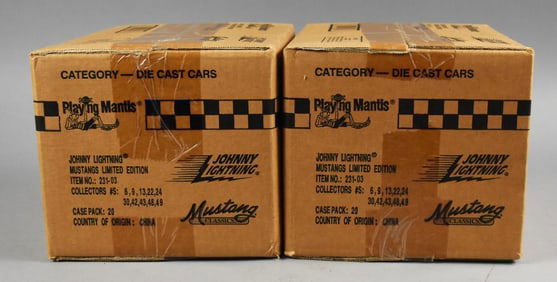 CATEGORY — DIE CAST CARS
Playing Mantis®
JOHNNY LIGHTNING®
MUSTANGS LIMITED EDITION
ITEM NO.: 231-03
COLLECTORS #S: 6, 9, 13,22,24
30,42,43,48,49
CASE PACK: 20
COUNTRY OF ORIGIN: CHINA
JOHNNY
LIGHTNING®
Mustang
CLASSICS
CATEGORY — DIE CAST CARS
Playing Mantis®
JOHNNY LIGHTNING®
MUSTANGS LIMITED EDITION
ITEM NO.: 231-03
COLLECTORS #S: 6, 9, 13,22,24
30,42,43,48,49
CASE PACK: 20
COUNTRY OF ORIGIN: CHINA
JOHNNY
LIGHTNING®
Mustang
CLASSICS